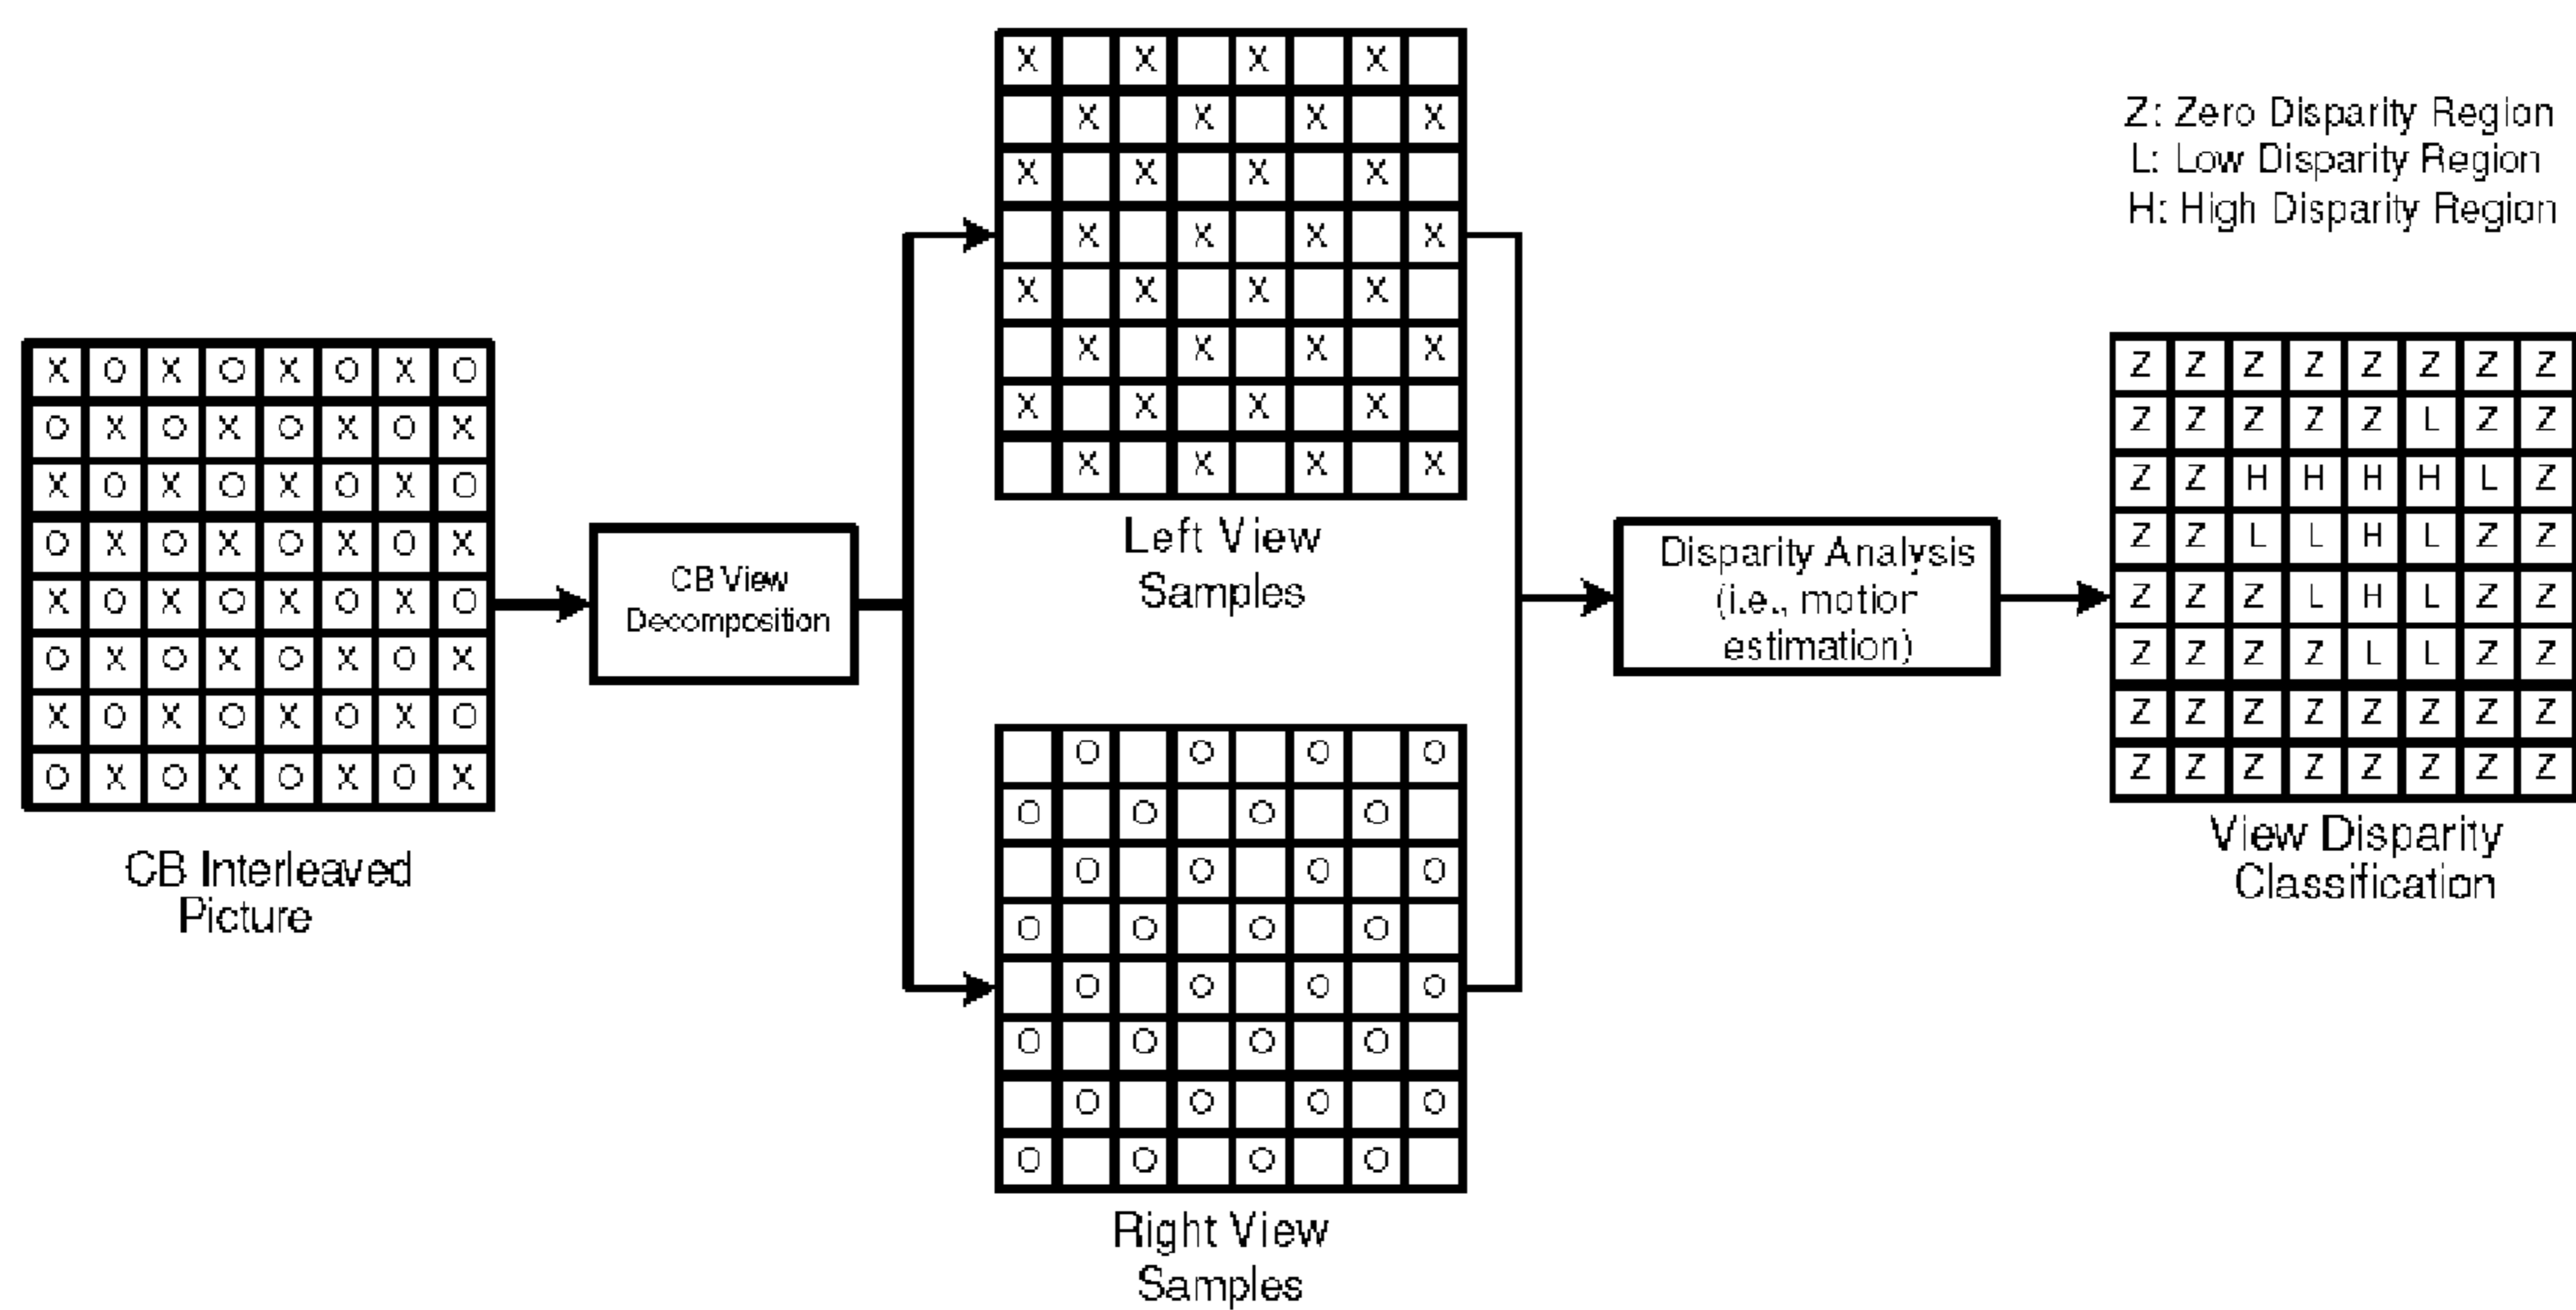 X O X O X O X O
O X O X O X O X
X O X O X O X O
O X O X O X O X
X O X O X O X O
O X O X O X O X
X O X O X O X O
O X O X O X O X
CB Interleaved
Picture
CB View
Decomposition
X X X X
X X X X
X X X X
X X X X
X X X X
X X X X
X X X X
X X X X
Left View
Samples
O O O O
O O O O
O O O O
O O O O
O O O O
O O O O
O O O O
O O O O
Right View
Samples
Disparity Analysis
(i.e., motion
estimation)
Z: Zero Disparity Region
L: Low Disparity Region
H: High Disparity Region
Z Z Z Z Z Z Z Z
Z Z Z Z Z L Z Z
Z Z H H H H L Z
Z Z L L H L Z Z
Z Z Z L H L Z Z
Z Z Z Z L L Z Z
Z Z Z Z Z Z Z Z
Z Z Z Z Z Z Z Z
View Disparity
Classification